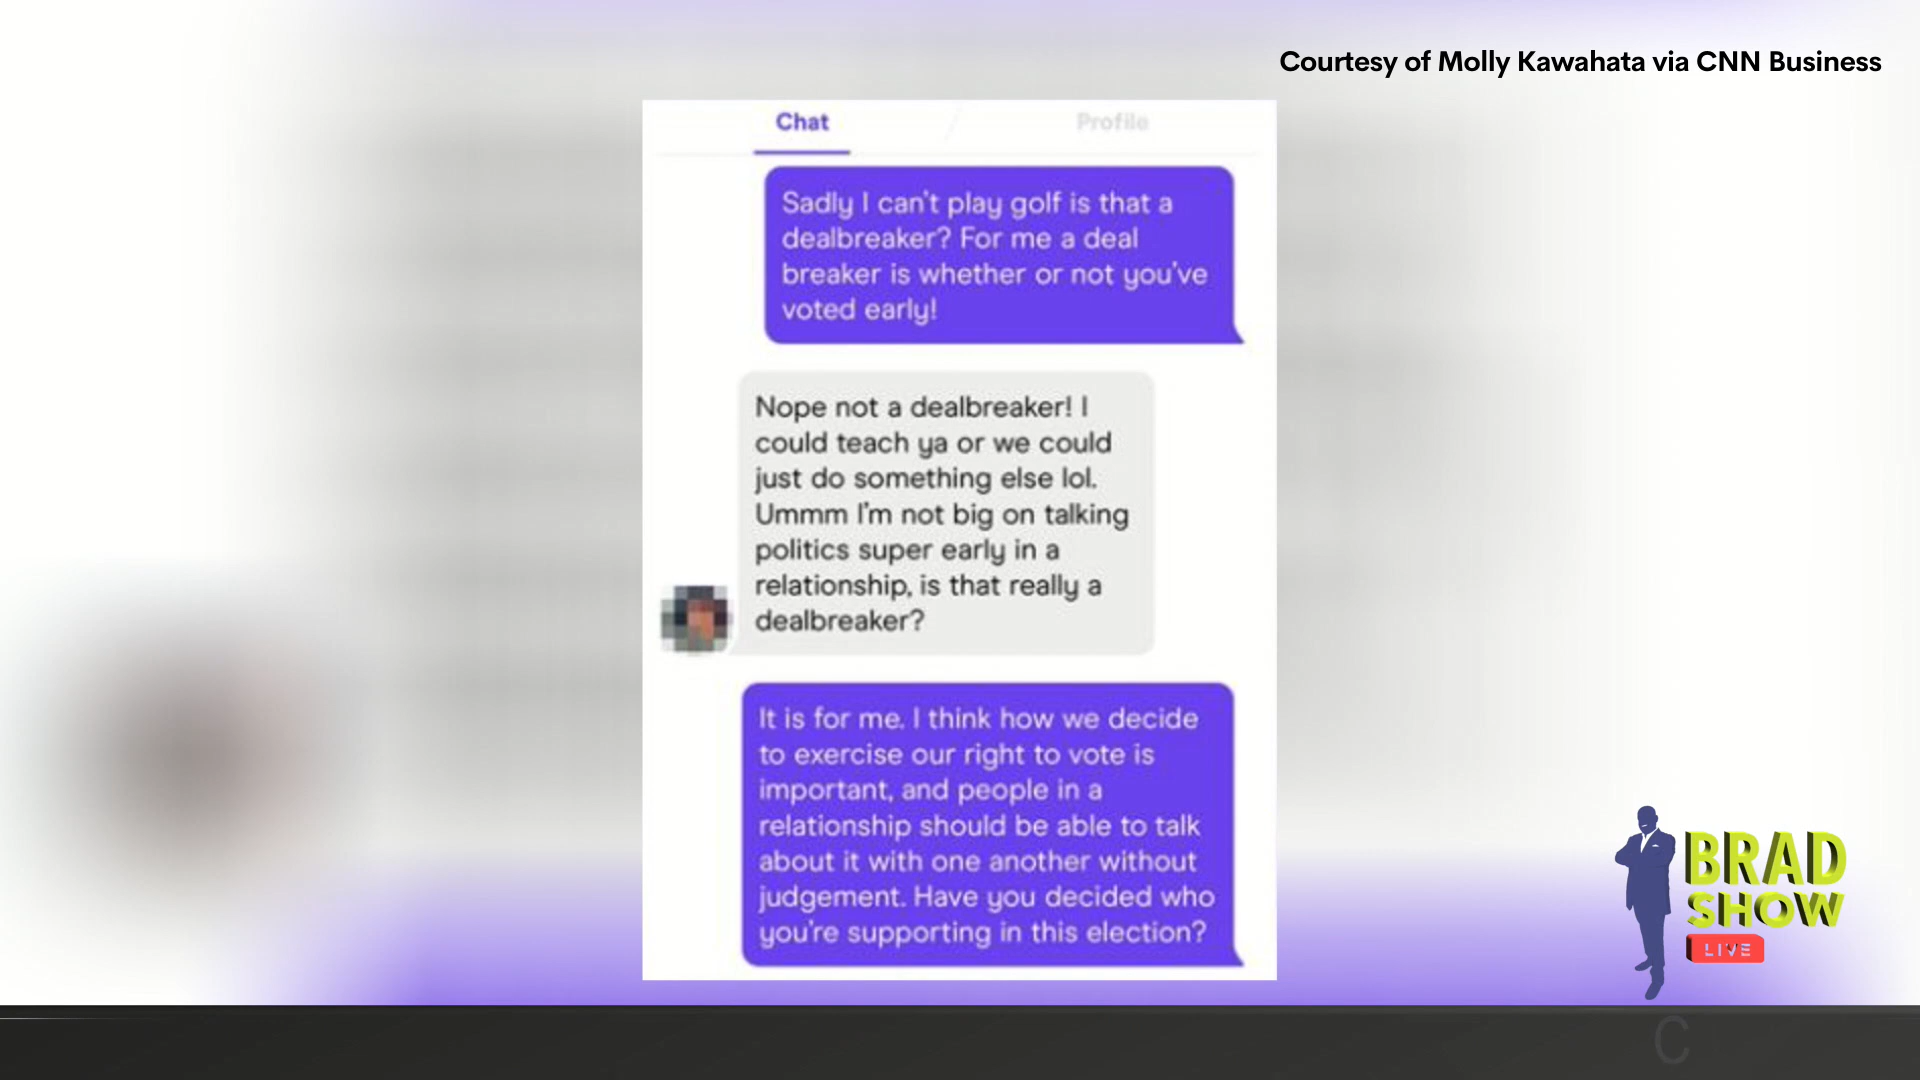 Courtesy of Molly Kawahata via CNN Business
Chat
Profile
Sadly I can't play golf is that a
dealbreaker? For me a deal
breaker is whether or not you've
voted early!
Nope not a dealbreaker! I
could teach ya or we could
just do something else lol.
Ummm I'm not big on talking
politics super early in a
relationship, is that really a
dealbreaker?
It is for me. I think how we decide
to exercise our right to vote is
important, and people in a
relationship should be able to talk
about it with one another without
judgement. Have you decided who
you're supporting in this election?
BRAD
SHOW
LIVE
C